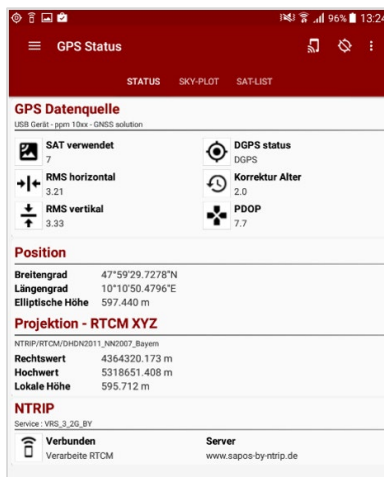 96% 13:24
GPS Status
STATUS SKY-PLOT SAT-LIST
GPS Datenquelle
USB Gerät - ppm 10xx - GNSS solution
SAT verwendet
7
DGPS status
DGPS
RMS horizontal
3.21
Korrektur Alter
2.0
RMS vertikal
3.33
PDOP
7.7
Position
Breitengrad 47°59'29.7278"N
Längengrad 10°10'50.4796"E
Elliptische Höhe 597.440 m
Projektion - RTCM XYZ
NTRIP/RTCM/DHDN2011_NN2007_Bayern
Rechtswert 4364320.173 m
Hochwert 5318651.408 m
Lokale Höhe 595.712 m
NTRIP
Service : VRS_3_2G_BY
Verbunden
Verarbeite RTCM
Server
www.sapos-by-ntrip.de